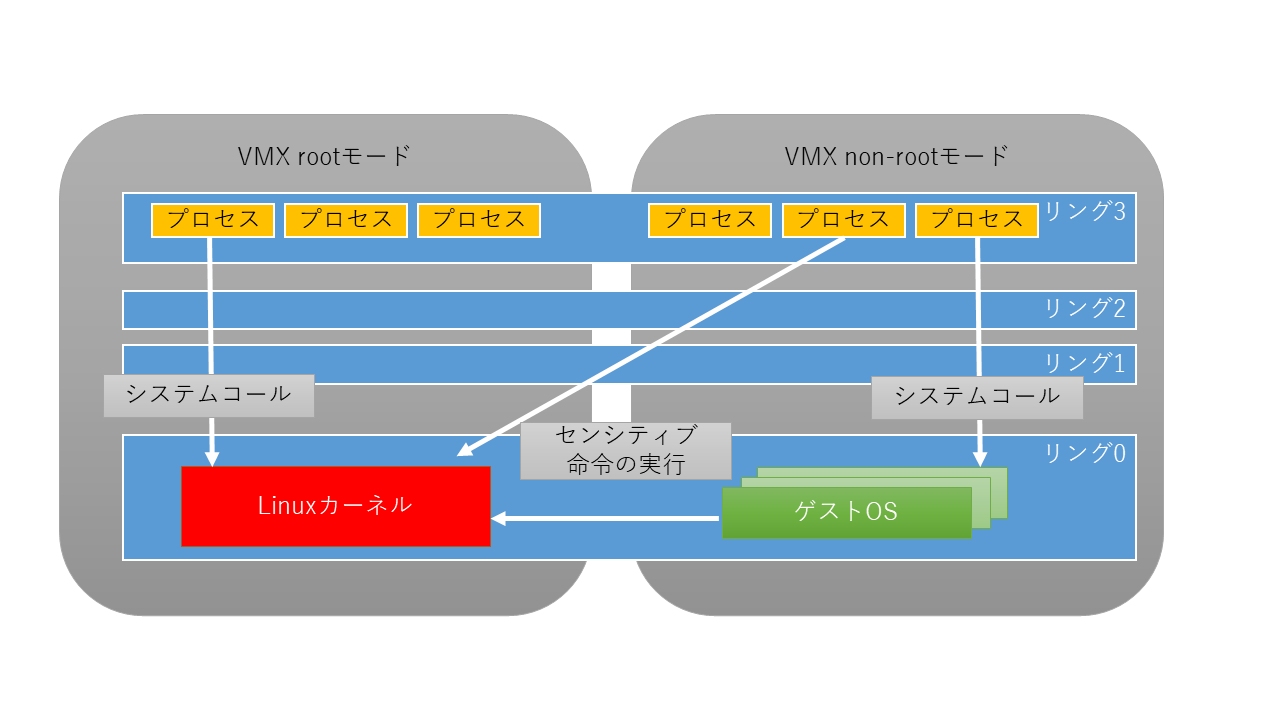 VMX rootモード
VMX non-rootモード
プロセス
プロセス
プロセス
プロセス
プロセス
プロセス
リング3
リング2
リング1
システムコール
システムコール
センシティブ
命令の実行
リング0
Linuxカーネル
ゲストOS